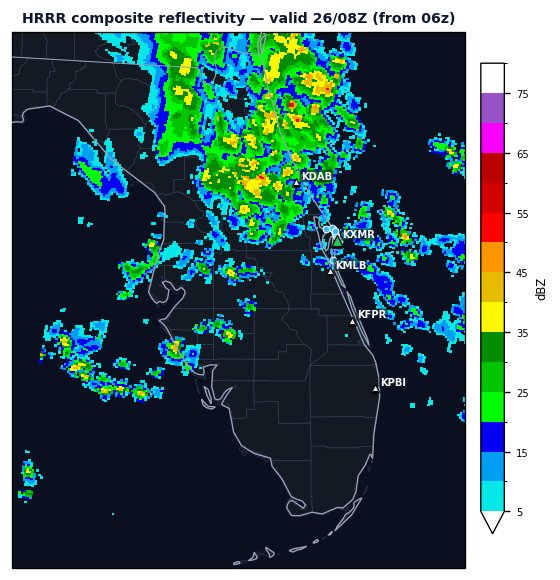 HRRR composite reflectivity — valid 26/08Z (from 06z)
75
65
55
45
35
25
15
5
dBZ
KDAB
KXMR
KMLB
KFPR
KPBI